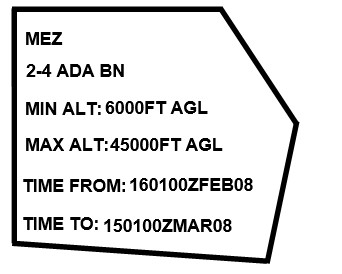 MEZ
2-4 ADA BN
MIN ALT: 6000FT AGL
MAX ALT: 45000FT AGL
TIME FROM: 160100ZFEB08
TIME TO: 150100ZMAR08